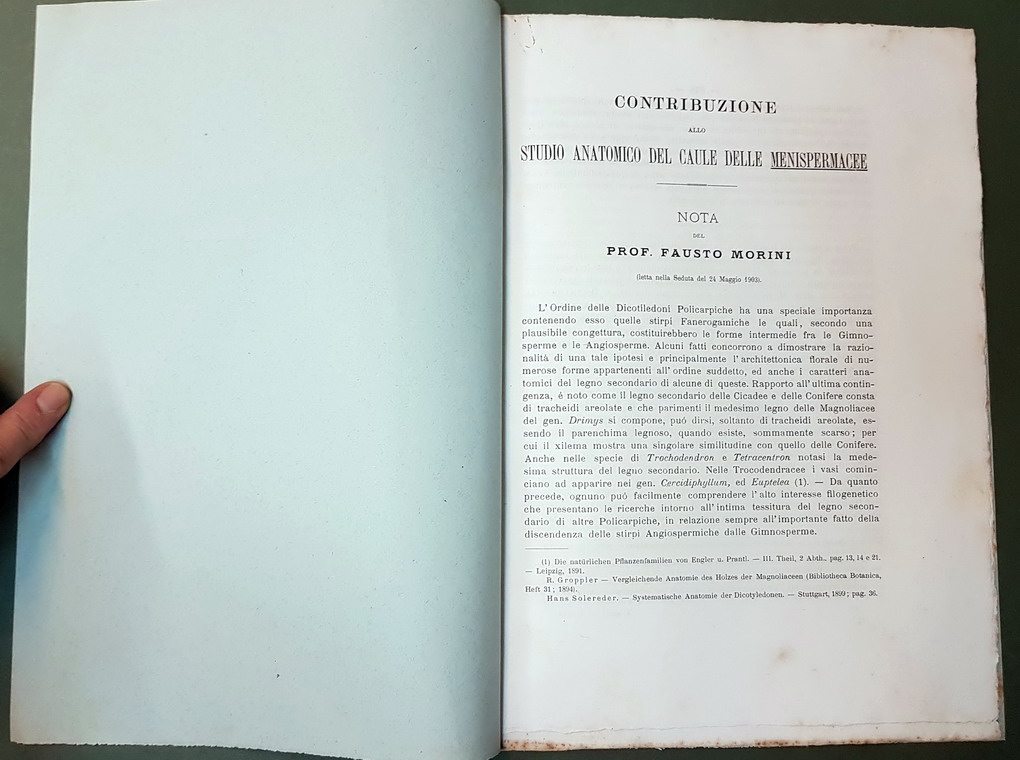 CONTRIBUZIONE
ALLO
STUDIO ANATOMICO DEL CAULE DELLE MENISPERMACEE
NOTA
DEL
PROF. FAUSTO MORINI
(letta nella Seduta del 24 Maggio 1903).
L' Ordine delle Dicotiledoni Policarpiche ha una speciale importanza
contenendo esso quelle stirpi Fanerogamiche le quali, secondo una
plausibile congettura, costituirebbero le forme intermedie fra le Gimno-
sperme e le Angiosperme. Alcuni fatti concorrono a dimostrare la razio-
nalità di una tale ipotesi e principalmente l' architettonica florale di nu-
merose forme appartenenti all' ordine suddetto, ed anche i caratteri ana-
tomici del legno secondario di alcune di queste. Rapporto all' ultima contin-
genza, é noto come il legno secondario delle Cicadee e delle Conifere consta
di tracheidi areolate e che parimenti il medesimo legno delle Magnoliacee
del gen. Drimys si compone, puó dirsi, soltanto di tracheidi areolate, es-
sendo il parenchima legnoso, quando esiste, sommamente scarso; per
cui il xilema mostra una singolare similitudine con quello delle Conifere.
Anche nelle specie di Trochodendron e Tetracentron notasi la mede-
sima struttura del legno secondario. Nelle Trocodendracee i vasi comin-
ciano ad apparire nei gen. Cercidiphyllum, ed Euptelea (1). — Da quanto
precede, ognuno puó facilmente comprendere l' alto interesse filogenetico
che presentano le ricerche intorno all' intima tessitura del legno secon-
dario di altre Policarpiche, in relazione sempre all' importante fatto della
discendenza delle stirpi Angiospermiche dalle Gimnosperme.
(1) Die natürlichen Pflanzenfamilien von Engler u. Prantl. — III. Theil, 2 Abth., pag. 13, 14 e 21.
— Leipzig, 1891.
R. Groppler — Vergleichende Anatomie des Holzes der Magnoliaceen (Bibliotheca Botanica,
Heft 31; 1894).
Hans Solereder. — Systematische Anatomie der Dicotyledonen. — Stuttgart, 1899; pag. 36.